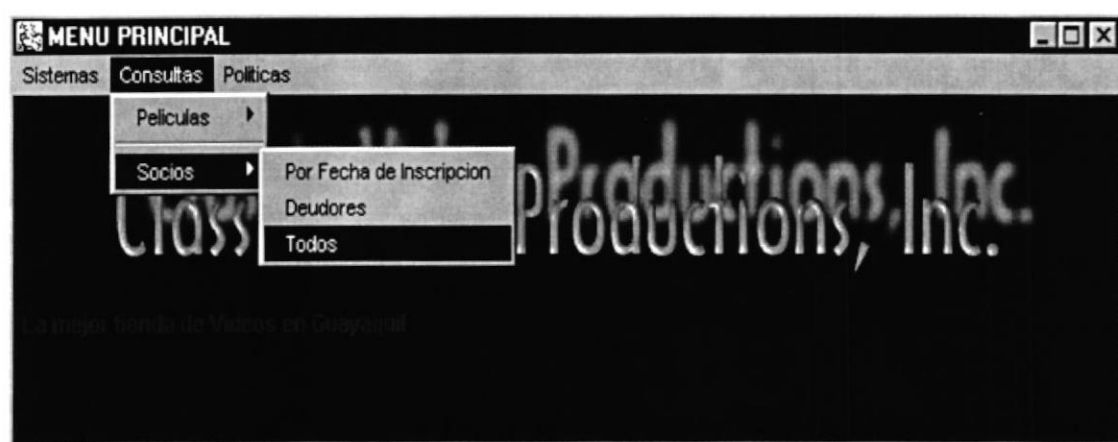 MENU PRINCIPAL
Sistemas Consultas Politicas
Peliculas
Socios
Por Fecha de Inscripcion
Deudores
Todos
Productions, Inc.
La mejor tienda de Videos en Guayaquil